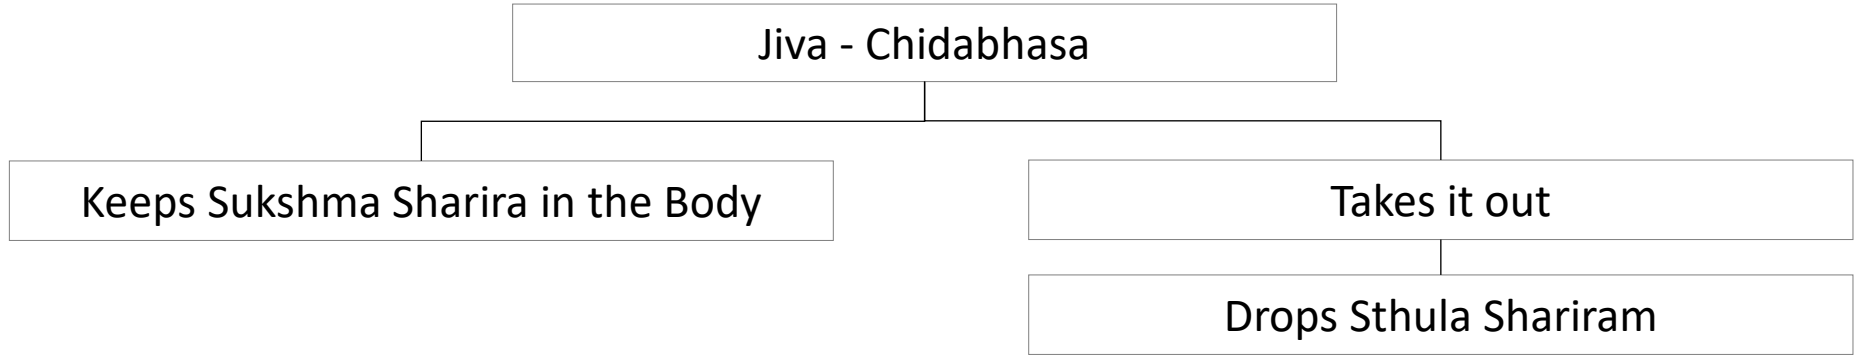 Jiva - Chidabhasa
Keeps Sukshma Sharira in the Body
Takes it out
Drops Sthula Shariram